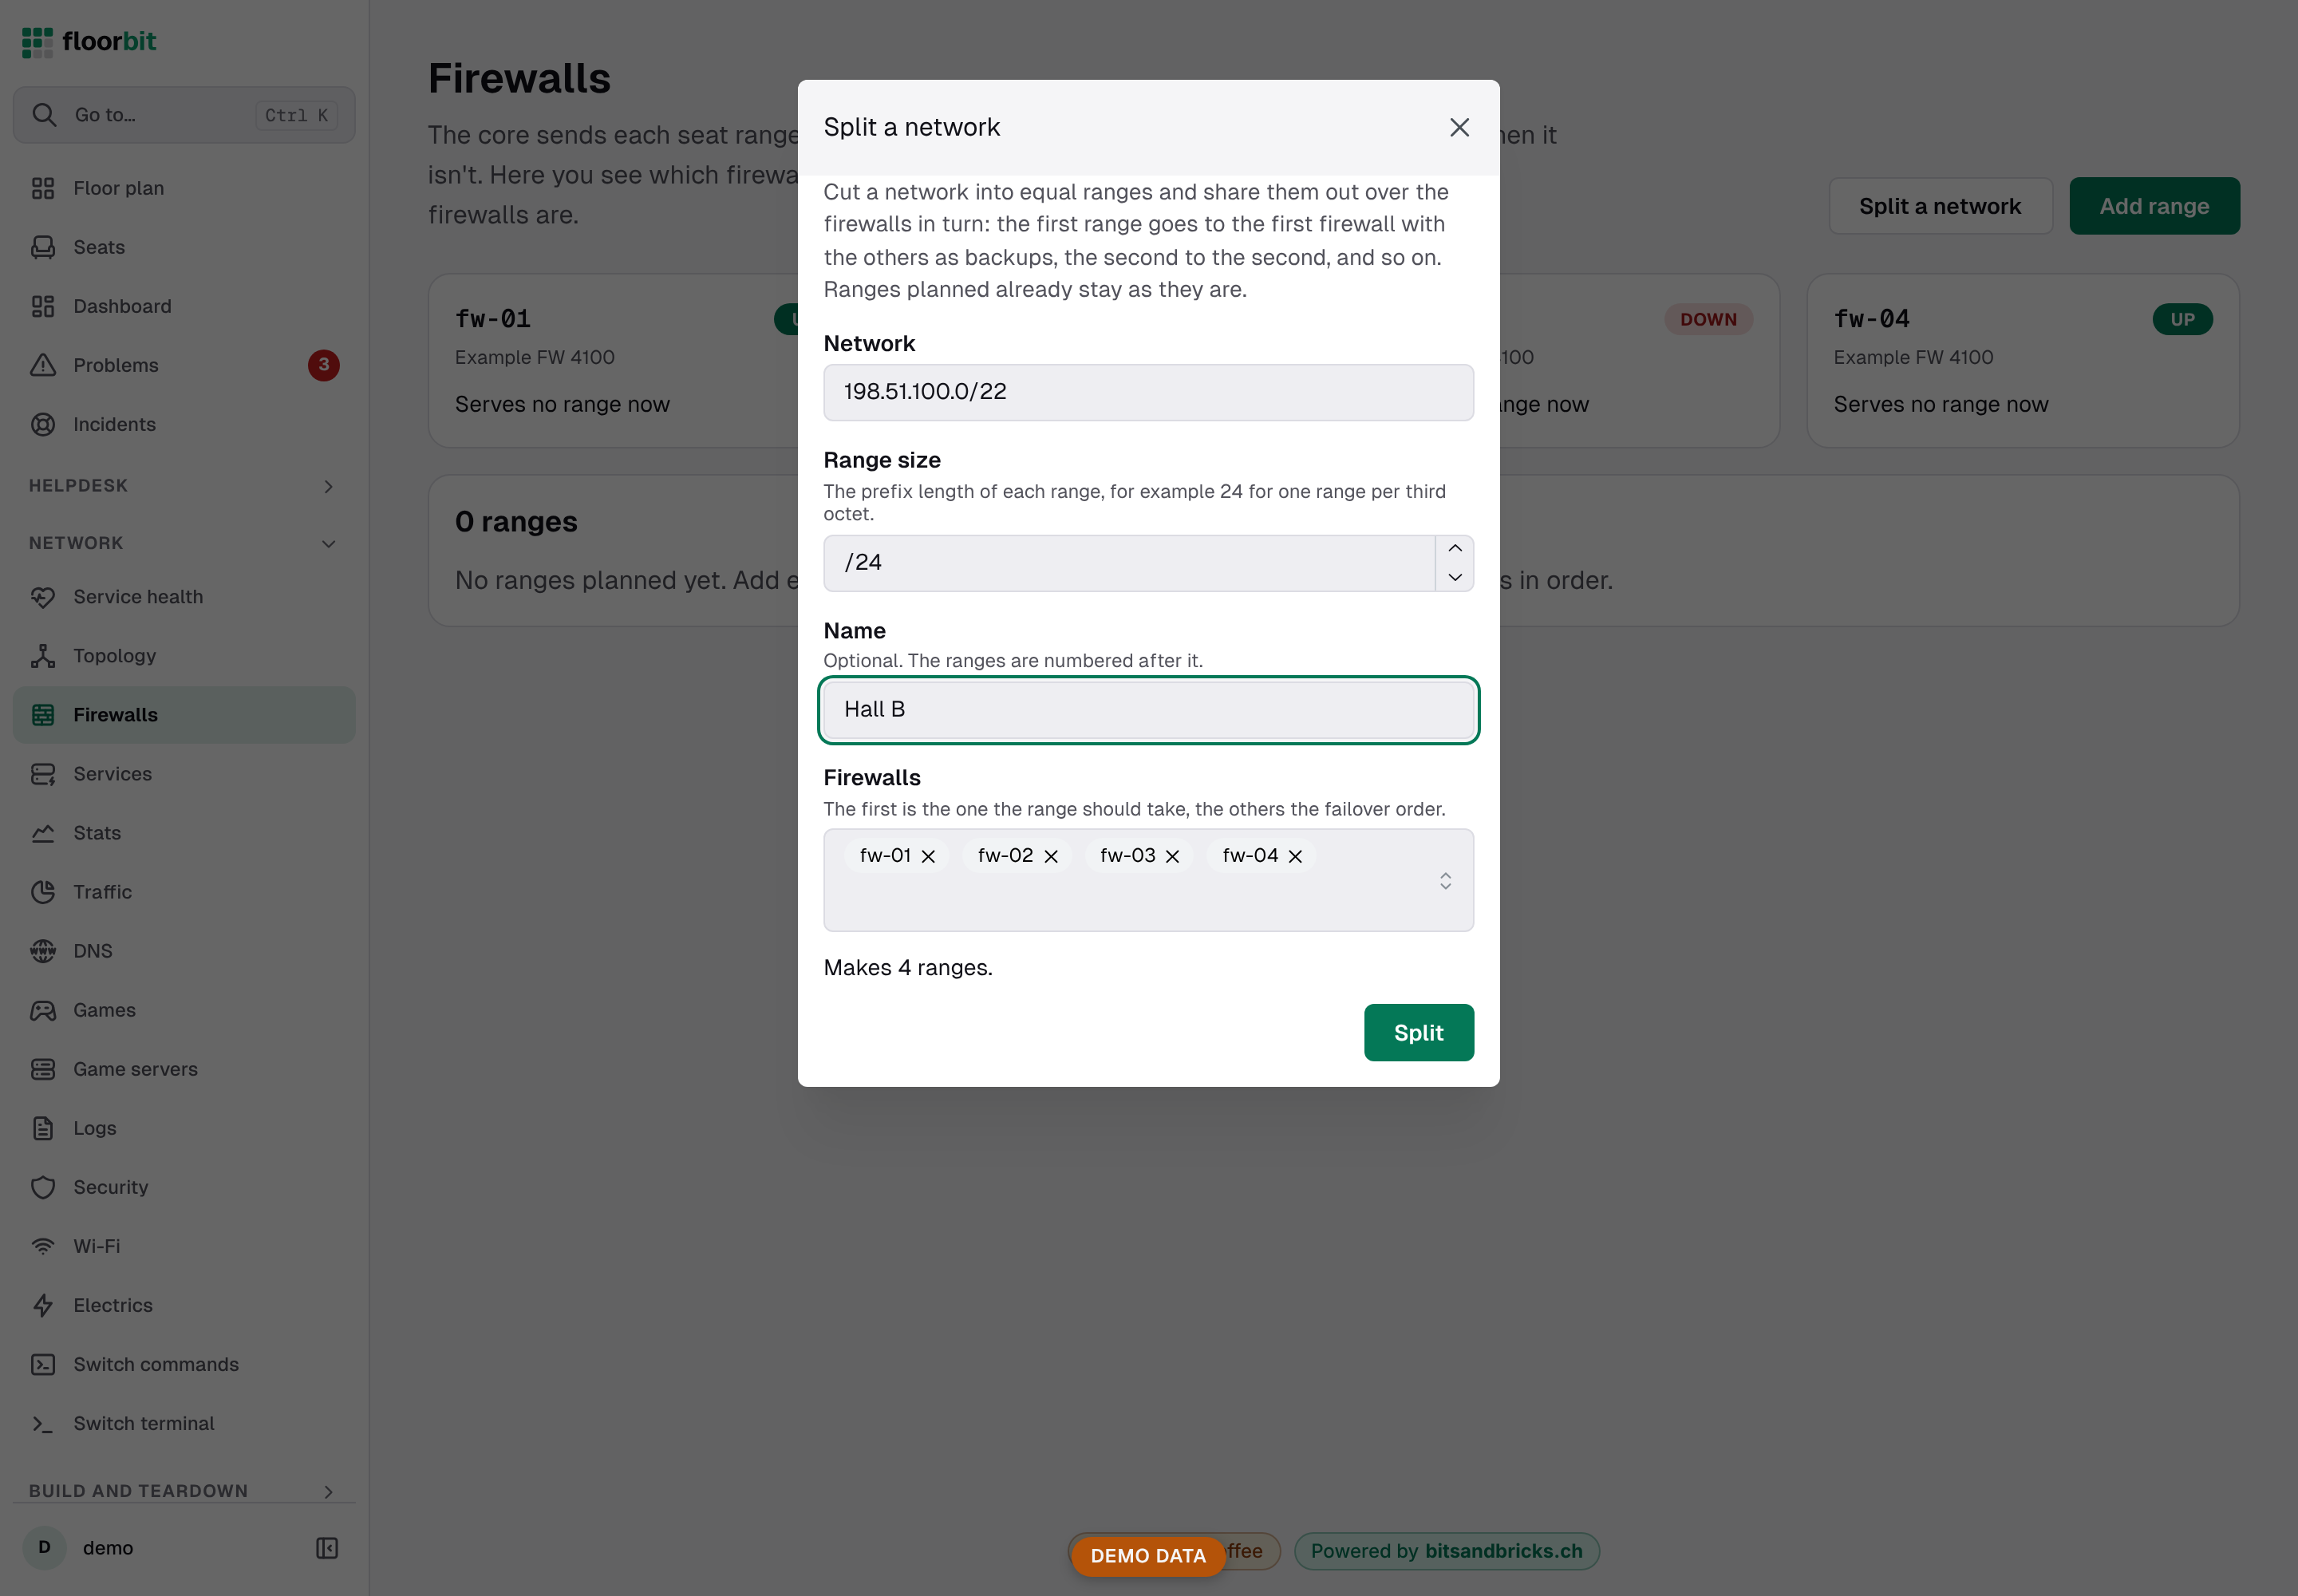 floorbit
Go to...
Ctrl K
Floor plan
Seats
Dashboard
Problems
3
Incidents
HELPDESK
NETWORK
Service health
Topology
Firewalls
Services
Stats
Traffic
DNS
Games
Game servers
Logs
Security
Wi-Fi
Electrics
Switch commands
Switch terminal
BUILD AND TEARDOWN
D
demo
Firewalls
The core sends each seat range
isn't. Here you see which
firewalls are.
Split a network
Add range
fw-01
Example FW 4100
Serves no range now
DOWN
now
fw-04
UP
Example FW 4100
Serves no range now
0 ranges
No ranges planned yet. Add
in order.
Split a network
Cut a network into equal ranges and share them out over the
firewalls in turn: the first range goes to the first firewall with
the others as backups, the second to the second, and so on.
Ranges planned already stay as they are.
Network
198.51.100.0/22
Range size
The prefix length of each range, for example 24 for one range per third
octet.
/24
Name
Optional. The ranges are numbered after it.
Hall B
Firewalls
The first is the one the range should take, the others the failover order.
fw-01 fw-02 fw-03 fw-04
Makes 4 ranges.
Split
DEMO DATA
Powered by bitsandbricks.ch